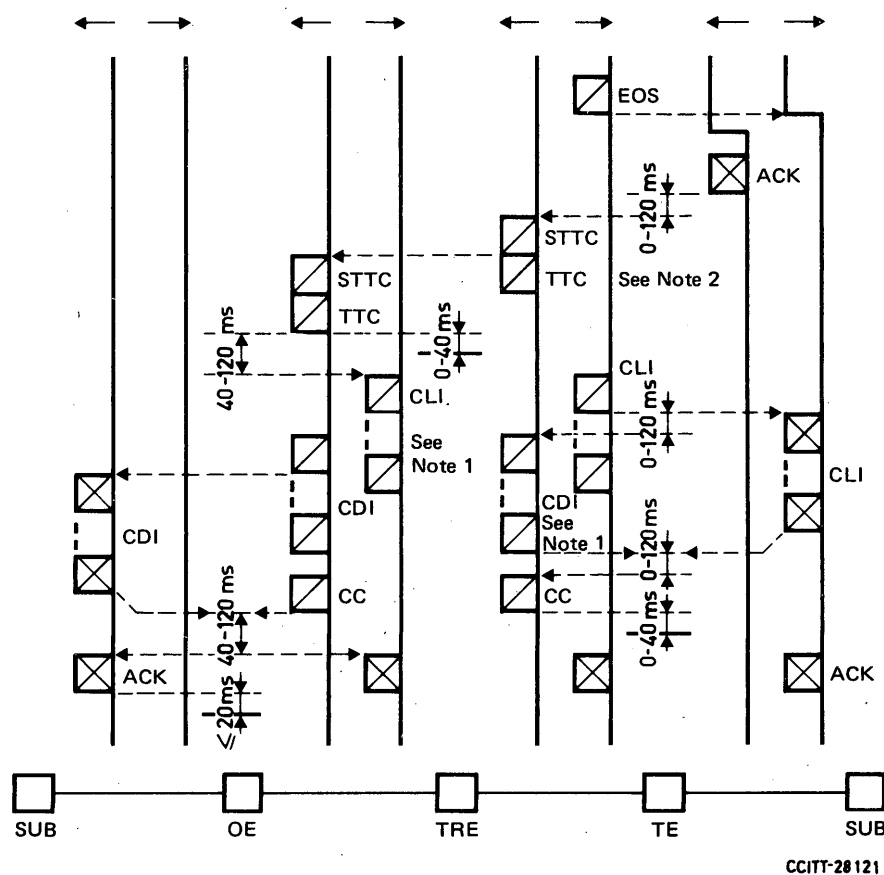 EOS
ACK
0-120 ms
STTC
STTC
TTC
See Note 2
TTC
40-120 ms
0-40 ms
CLI
CLI
0-120 ms
See
Note 1
CLI
CDI
CDI
See
Note 1
CDI
0-120 ms
CC
CC
40-120 ms
0-40 ms
ACK
ACK
≤20ms
SUB
OE
TRE
TE
SUB
CCITT-28121